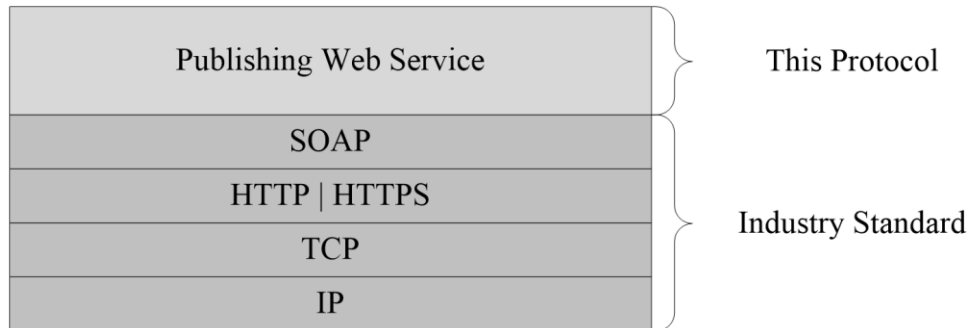 Publishing Web Service
This Protocol
SOAP
HTTP | HTTPS
Industry Standard
TCP
IP